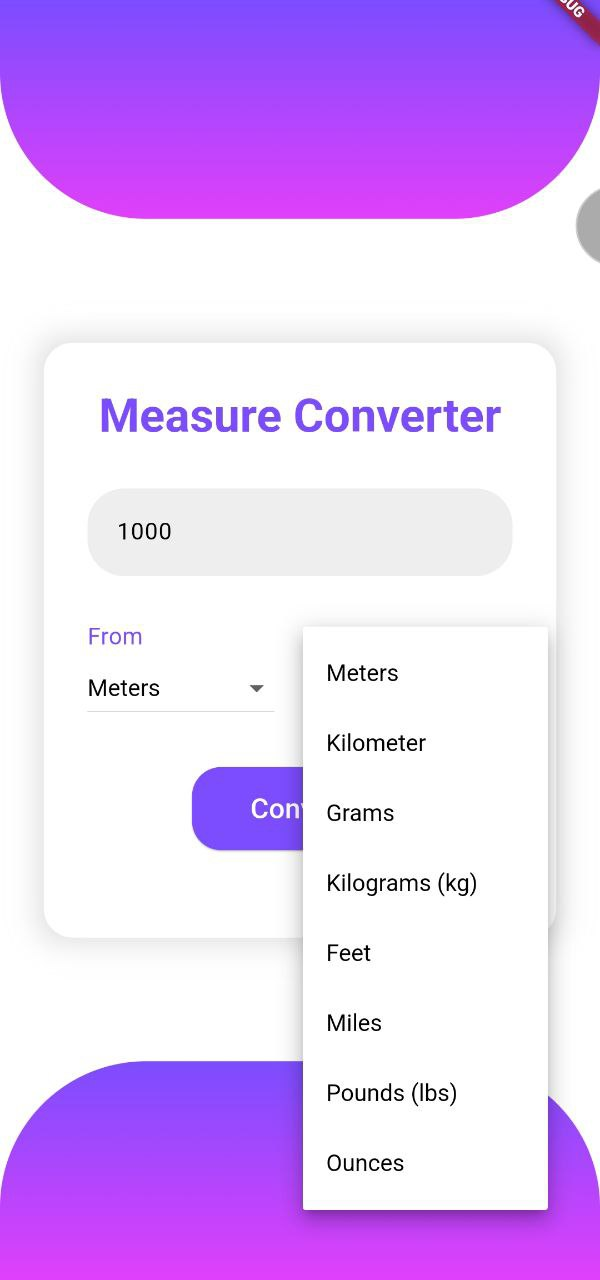 Measure Converter
1000
From
Meters
Meters
Kilometer
Grams
Kilograms (kg)
Feet
Miles
Pounds (lbs)
Ounces